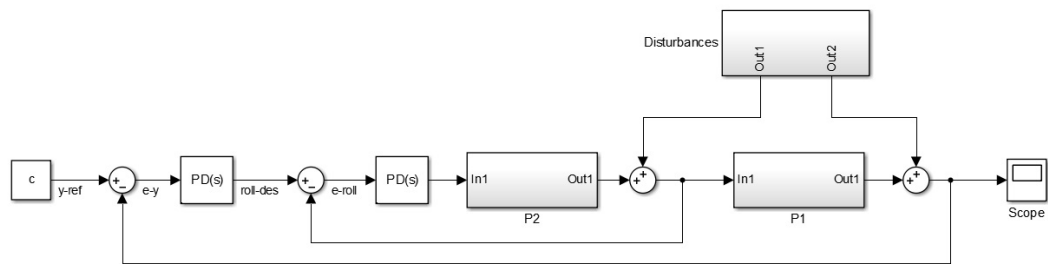 Disturbances
Out1
Out2
c
y-ref
e-y
PD(s)
roll-des
e-roll
PD(s)
In1
Out1
P2
In1
Out1
P1
Scope